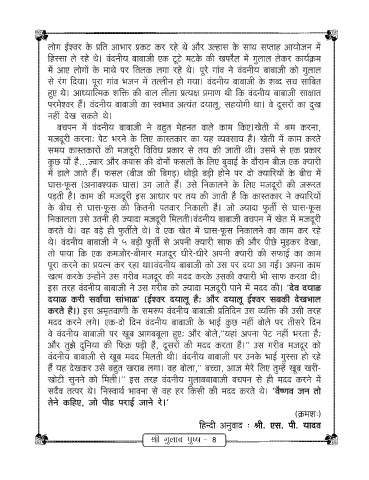 लोग ईश्वर के प्रति आभार प्रकट कर रहे थे और उल्हास के साथ सप्ताह आयोजन में
हिस्सा ले रहे थे। वंदनीय बाबाजी एक टूटे मटके की खपरैल में गुलाल लेकर कार्यक्रम
में आए लोगों के माथे पर तिलक लगा रहे थे। पूरे गांव ने वंदनीय बाबाजी को गुलाल
से रंग दिया। पूरा गांव भजन में तल्लीन हो गया। वंदनीय बाबाजी के शब्द सच साबित
हुए थे। आध्यात्मिक शक्ति की बाल लीला प्रत्यक्ष प्रमाण थी कि वंदनीय बाबाजी साक्षात
परमेश्वर हैं। वंदनीय बाबाजी का स्वभाव अत्यंत दयालू, सहयोगी था। वे दूसरों का दुख
नहीं देख सकते थे।
बचपन में वंदनीय बाबाजी ने बहुत मेहनत वाले काम किए।खेती में श्रम करना,
मजदूरी करना; पेट भरने के लिए कास्तकार का यह व्यवसाय हैं। खेती में काम करते
समय कास्तकारों की मजदूरी विविध प्रकार से तय की जाती थी। उसमें से एक प्रकार
कुछ यों है...ज्वार और कपास की दोनों फसलों के लिए बुवाई के दौरान बीज एक क्यारी
में डाले जाते हैं। फसल (बीज की बिगड़) थोड़ी बड़ी होने पर दो क्यारियों के बीच में
घास-फूस (अनावश्यक घास) उग जाते हैं। उसे निकालने के लिए मजदूरों की जरूरत
पड़ती है। काम की मजदूरी इस आधार पर तय की जाती है कि कास्तकार ने क्यारियों
के बीच से घास-फूस की कितनी पतवार निकाली है। जो ज्यादा फुर्ती से घास-फूस
निकालता उसे उतनी ही ज्यादा मजदूरी मिलती।वंदनीय बाबाजी बचपन में खेत में मजदूरी
करते थे। वह बड़े ही फुर्तीले थे। वे एक खेत में घास-फूस निकालने का काम कर रहे
थे। वंदनीय बाबाजी ने ५ बड़ी फुर्ती से अपनी क्यारी साफ की और पीछे मुड़कर देखा,
तो पाया कि एक कमजोर-बीमार मजदूर धीरे-धीरे अपनी क्यारी की सफाई का काम
पूरा करने का प्रयत्न कर रहा था।वंदनीय बाबाजी को उस पर दया आ गई। अपना काम
खत्म करके उन्होंने उस गरीब मजदूर की मदद करके उसकी क्यारी भी साफ करवा दी।
इस तरह वंदनीय बाबाजी ने उस गरीब को ज्यादा मजदूरी पाने में मदद की। 'देव दयाळ
दयाळ करी सर्वांचा सांभाळ' (ईश्वर दयालू है; और दयालू ईश्वर सबकी देखभाल
करते है।) इस अमृतवाणी के समरूप वंदनीय बाबाजी प्रतिदिन उस व्यक्ति की उसी तरह
मदद करने लगे। एक-दो दिन वंदनीय बाबाजी के भाई कुछ नहीं बोले पर तीसरे दिन
वे वंदनीय बाबाजी पर खूब आगबबूला हुए; और बोले,"यहां अपना पेट नहीं भरता है;
और तुझे दुनिया की फिक्र पड़ी है, दूसरों की मदद करता हैं।" उस गरीब मजदूर को
वंदनीय बाबाजी से खूब मदद मिलती थी। वंदनीय बाबाजी पर उनके भाई गुस्सा हो रहे
हैं यह देखकर उसे बहुत खराब लगा। वह बोला," बच्चा, आज मेरे लिए तुम्हें खूब खरी-
खोटी सुनने को मिली।" इस तरह वंदनीय गुलाबबाबाजी बचपन से ही मदद करने में
सदैव तत्पर थे। निस्वार्थ भावना से वह हर किसी की मदद करते थे। 'वैष्णव जन तो
तेने कहिए, जो पीड पराई जाने रे।'
(क्रमशः)
हिन्दी अनुवाद : श्री. एस. पी. यादव
श्री गुलाब पुष्प - 8